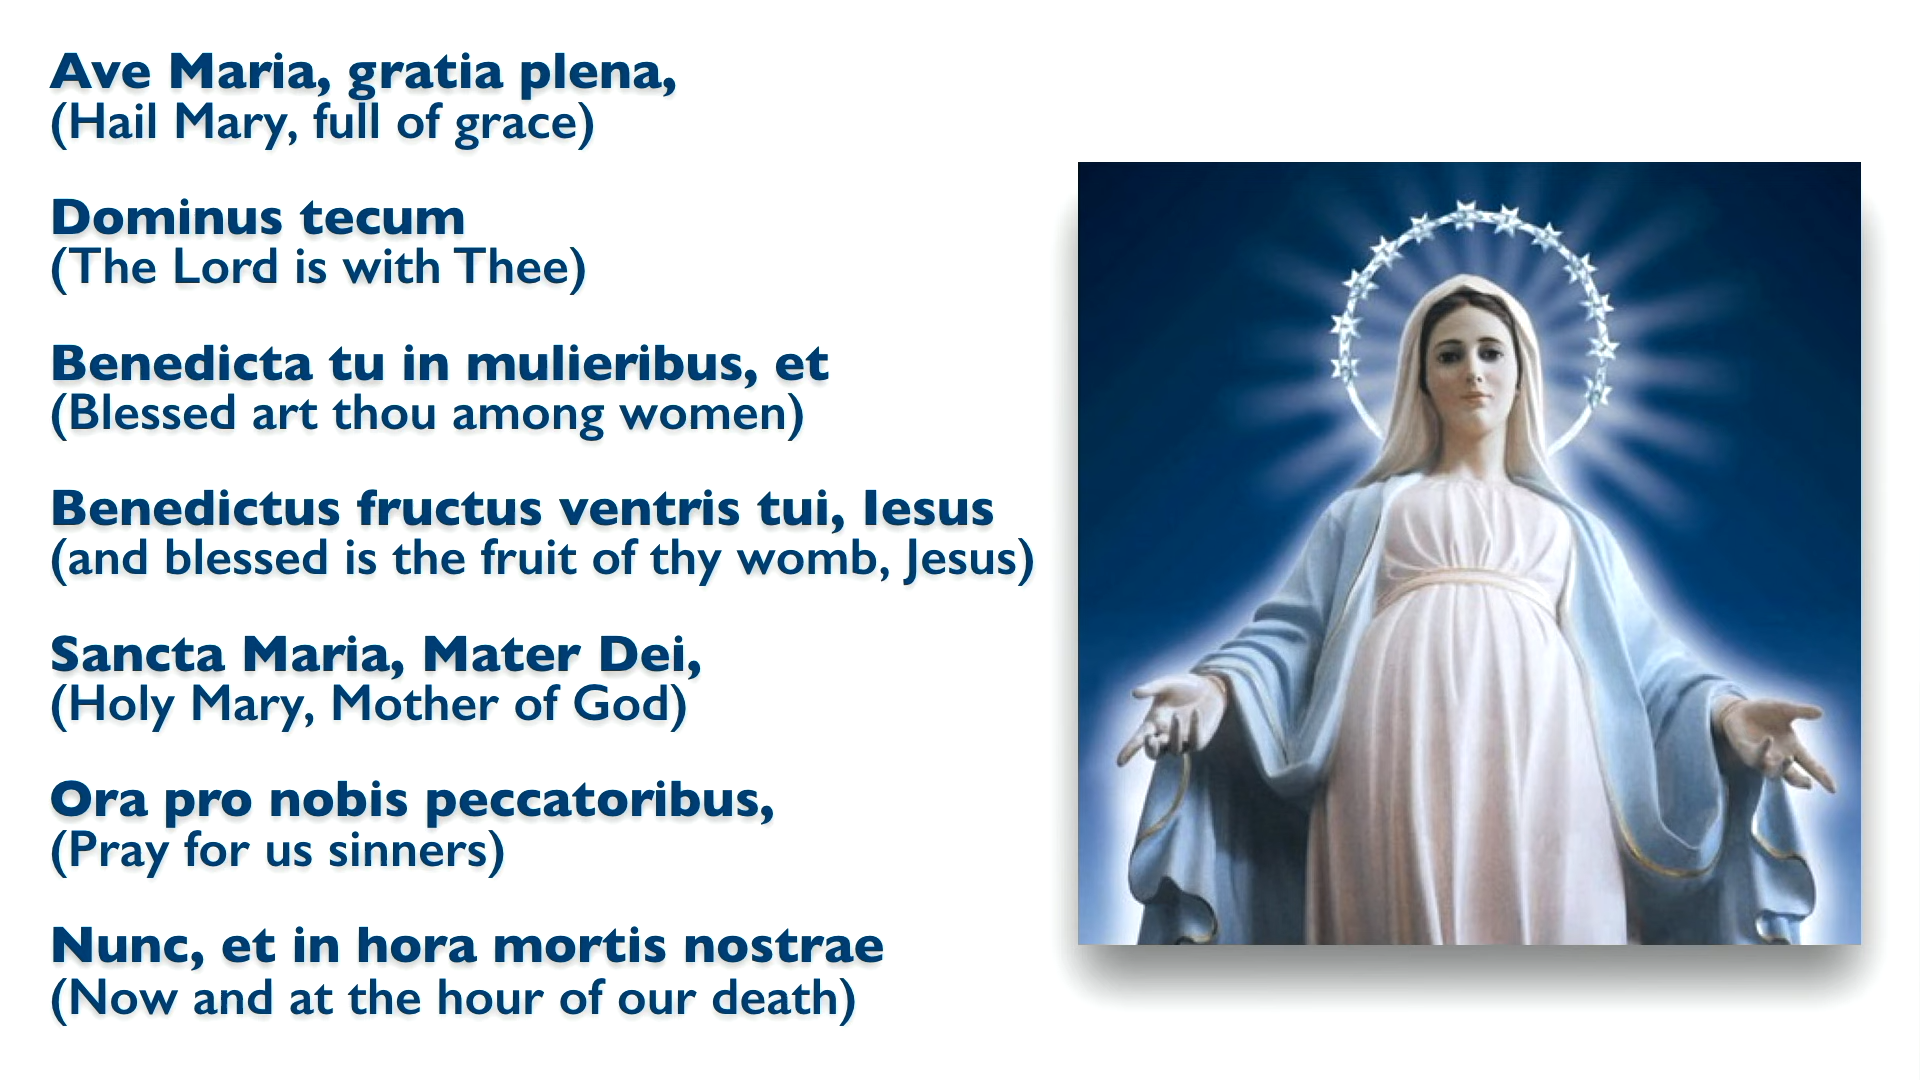 Ave Maria, gratia plena,
(Hail Mary, full of grace)
Dominus tecum
(The Lord is with Thee)
Benedicta tu in mulieribus, et
(Blessed art thou among women)
Benedictus fructus ventris tui, Iesus
(and blessed is the fruit of thy womb, Jesus)
Sancta Maria, Mater Dei,
(Holy Mary, Mother of God)
Ora pro nobis peccatoribus,
(Pray for us sinners)
Nunc, et in hora mortis nostrae
(Now and at the hour of our death)